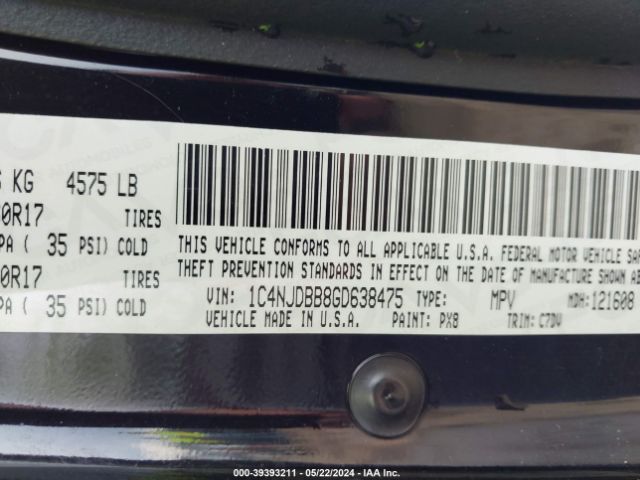 KG 4575 LB
0R17 TIRES
PA ( 35 PSI) COLD
0R17 TIRES
PA ( 35 PSI) COLD
THIS VEHICLE CONFORMS TO ALL APPLICABLE U.S.A. FEDERAL MOTOR VEHICLE SAF
THEFT PREVENTION STANDARDS IN EFFECT ON THE DATE OF MANUFACTURE SHOWN AB
VIN: 1C4NJDBB8GD638475 TYPE: MPV MDH:121608
VEHICLE MADE IN U.S.A. PAINT: PX8 TRIM: C7DV
000-39393211 - 05/22/2024 - IAA Inc.